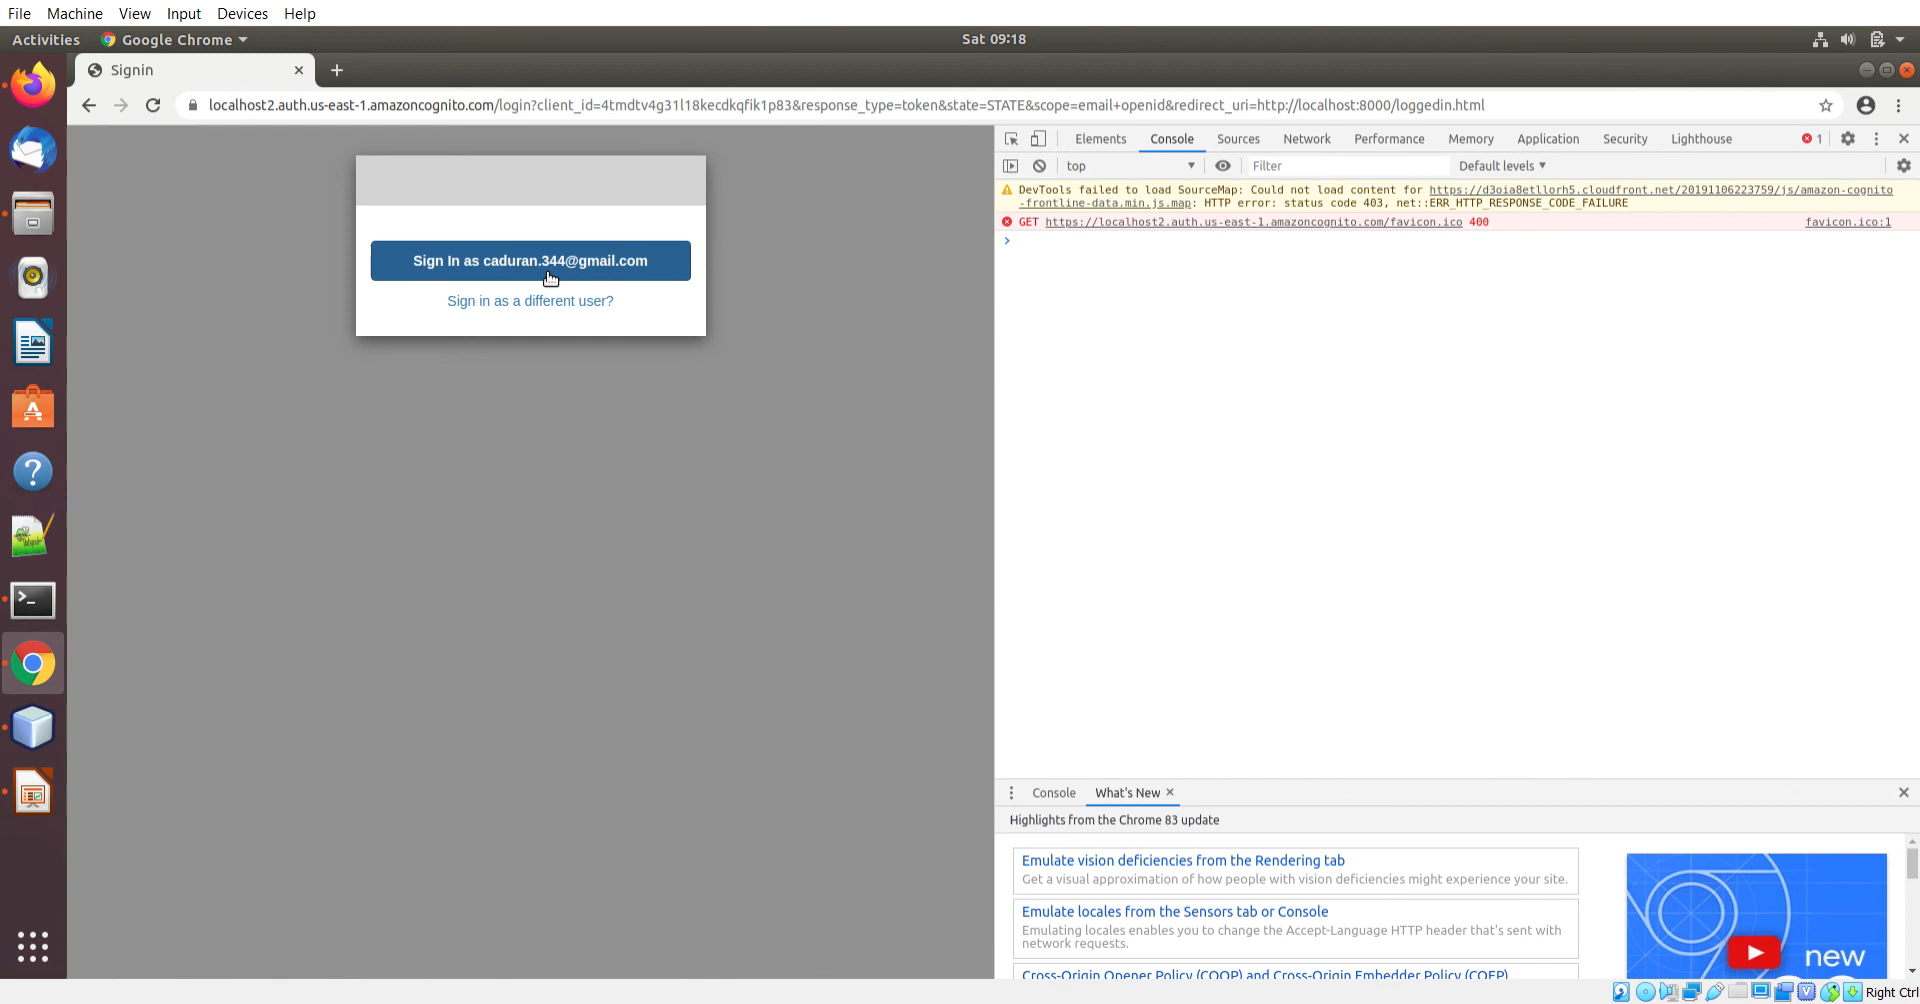 File Machine View Input Devices Help
Activities Google Chrome Sat 09:18
Signin
localhost2.auth.us-east-1.amazoncognito.com/login?client_id=4tmdtv4g31l18kecdkqfik1p83&response_type=token&state=STATE&scope=email+openid&redirect_uri=http://localhost:8000/loggedin.html
Sign In as caduran.344@gmail.com
Sign in as a different user?
Elements Console Sources Network Performance Memory Application Security Lighthouse 1
top Filter Default levels
DevTools failed to load SourceMap: Could not load content for https://d3oia8etllorh5.cloudfront.net/20191106223759/js/amazon-cognito
-frontline-data.min.js.map: HTTP error: status code 403, net::ERR_HTTP_RESPONSE_CODE_FAILURE
GET https://localhost2.auth.us-east-1.amazoncognito.com/favicon.ico 400 favicon.ico:1
Console What's New
Highlights from the Chrome 83 update
Emulate vision deficiencies from the Rendering tab
Get a visual approximation of how people with vision deficiencies might experience your site.
Emulate locales from the Sensors tab or Console
Emulating locales enables you to change the Accept-Language HTTP header that's sent with
network requests.
Cross-Origin Opener Policy (COOP) and Cross-Origin Embedder Policy (COEP)
new
Right Ctrl